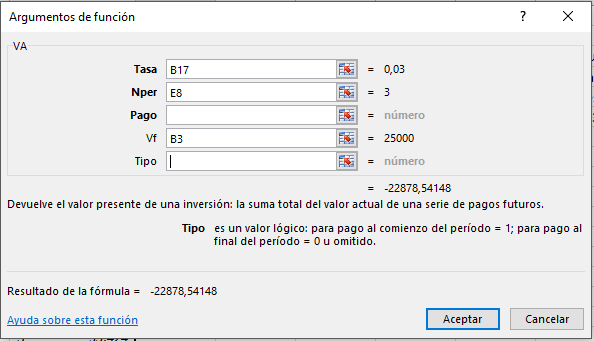 Argumentos de función ? ×
VA
Tasa B17 = 0,03
Nper E8 = 3
Pago = número
Vf B3 = 25000
Tipo = número
= -22878,54148
Devuelve el valor presente de una inversión: la suma total del valor actual de una serie de pagos futuros.
Tipo es un valor lógico: para pago al comienzo del período = 1; para pago al
final del período = 0 u omitido.
Resultado de la fórmula = -22878,54148
Ayuda sobre esta función Aceptar Cancelar